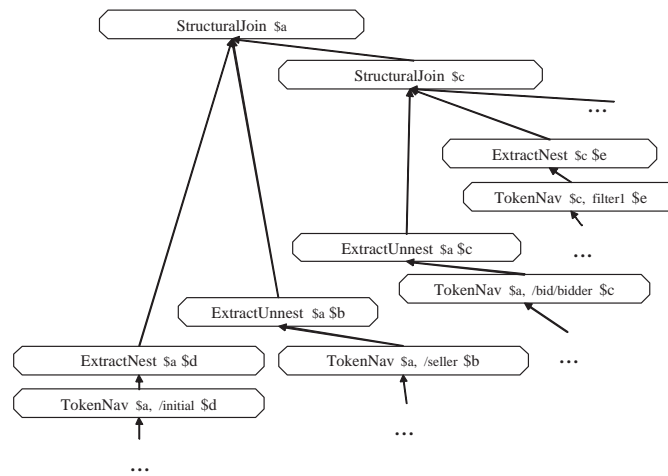 StructuralJoin $a
StructuralJoin $c
...
ExtractNest $c $e
TokenNav $c, filter1 $e
ExtractUnnest $a $c
...
TokenNav $a, /bid/bidder $c
ExtractUnnest $a $b
ExtractNest $a $d
TokenNav $a, /seller $b
...
TokenNav $a, /initial $d
...
...